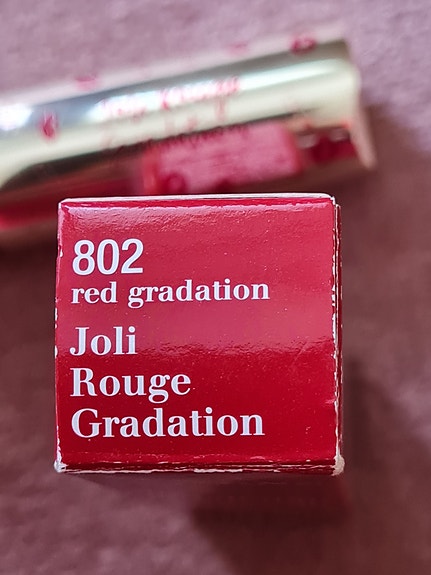 802
red gradation
Joli
Rouge
Gradation